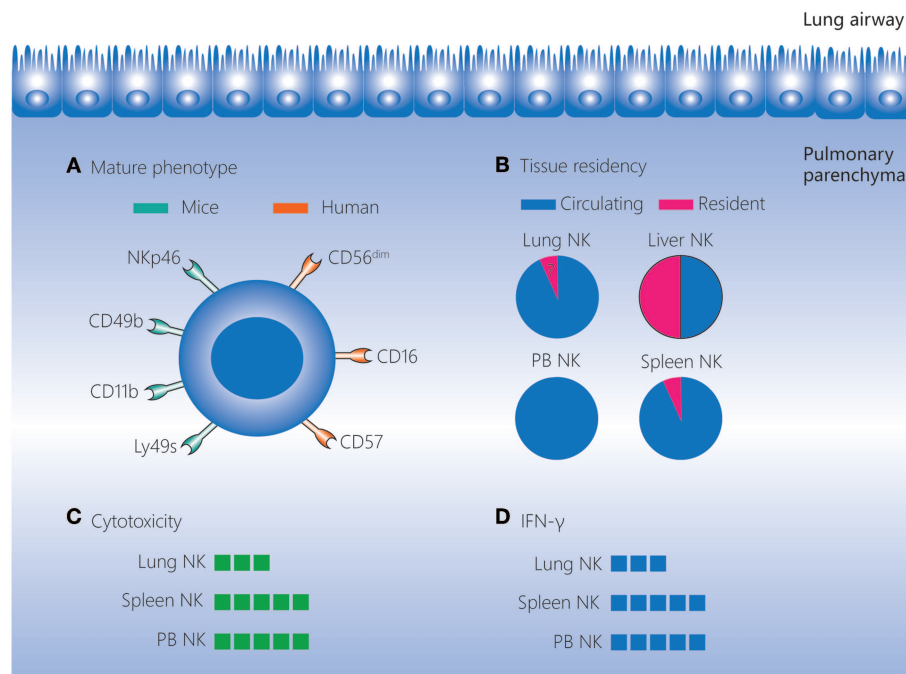 Lung airway
Pulmonary
parenchyma
A Mature phenotype
Mice Human
NKp46
CD56dim
CD49b
CD16
CD11b
Ly49s
CD57
B Tissue residency
Circulating Resident
Lung NK Liver NK
PB NK Spleen NK
C Cytotoxicity
Lung NK
Spleen NK
PB NK
D IFN-γ
Lung NK
Spleen NK
PB NK